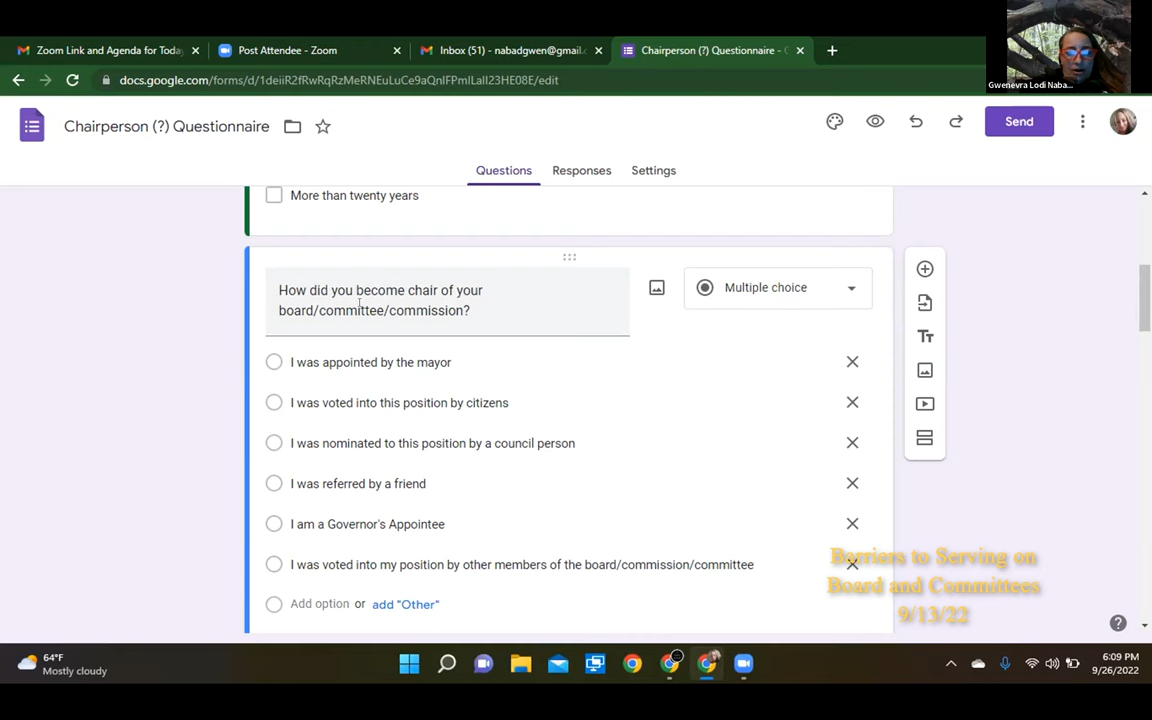 Zoom Link and Agenda for Toda
Post Attendee - Zoom
Inbox (51) - nabadgwen@gmail.
Chairperson (?) Questionnaire - G
docs.google.com/forms/d/1deiiR2fRwRqRzMeRNEuLuCe9aQnIFPmILaIl23HE08E/edit
Gwenevra Lodi Naba...
Chairperson (?) Questionnaire
Send
Questions Responses Settings
More than twenty years
How did you become chair of your
board/committee/commission?
Multiple choice
I was appointed by the mayor
I was voted into this position by citizens
I was nominated to this position by a council person
I was referred by a friend
I am a Governor's Appointee
I was voted into my position by other members of the board/commission/committee
Add option or add "Other"
Barriers to Serving on
Board and Committees
9/13/22
64°F
Mostly cloudy
6:09 PM
9/26/2022